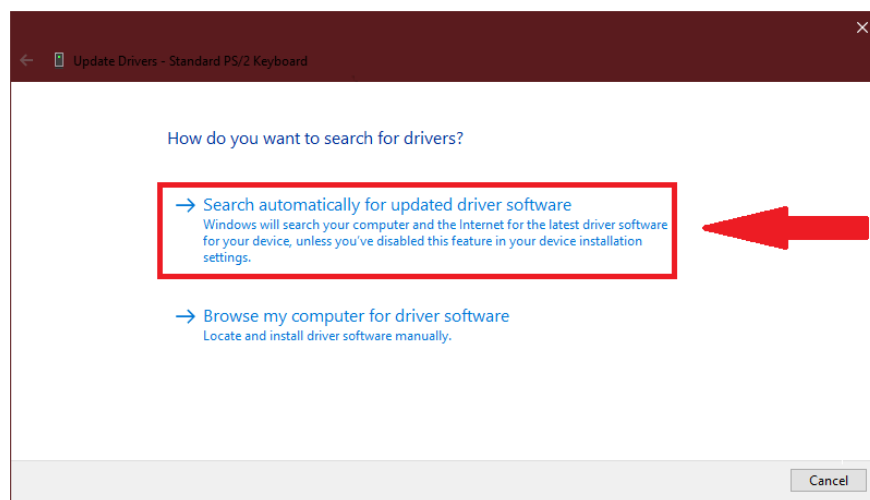 Update Drivers - Standard PS/2 Keyboard
How do you want to search for drivers?
Search automatically for updated driver software
Windows will search your computer and the Internet for the latest driver software
for your device, unless you've disabled this feature in your device installation
settings.
Browse my computer for driver software
Locate and install driver software manually.
Cancel